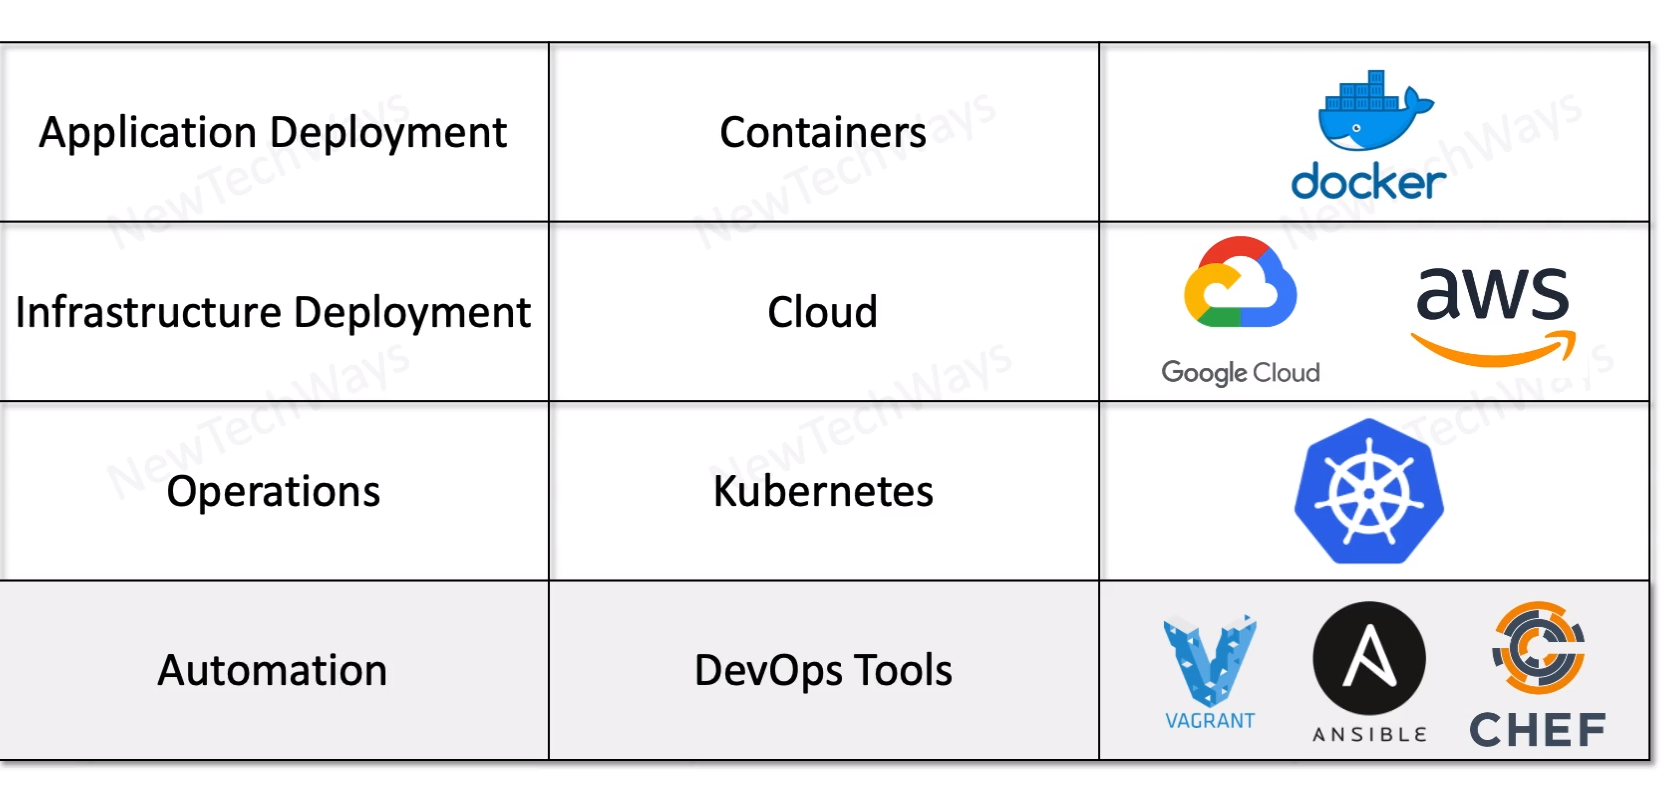 Application Deployment
Containers
docker
Infrastructure Deployment
Cloud
Google Cloud
aws
Operations
Kubernetes
Automation
DevOps Tools
VAGRANT
ANSIBLE
CHEF
NewTechWays
NewTechWays
NewTechWays
NewTechWays
NewTechWays
TechWays